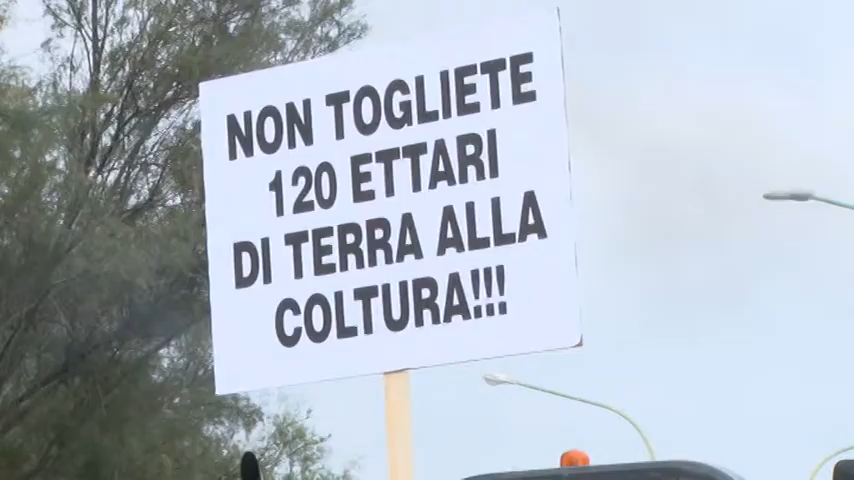 NON TOGLIETE
120 ETTARI
DI TERRA ALLA
COLTURA!!!